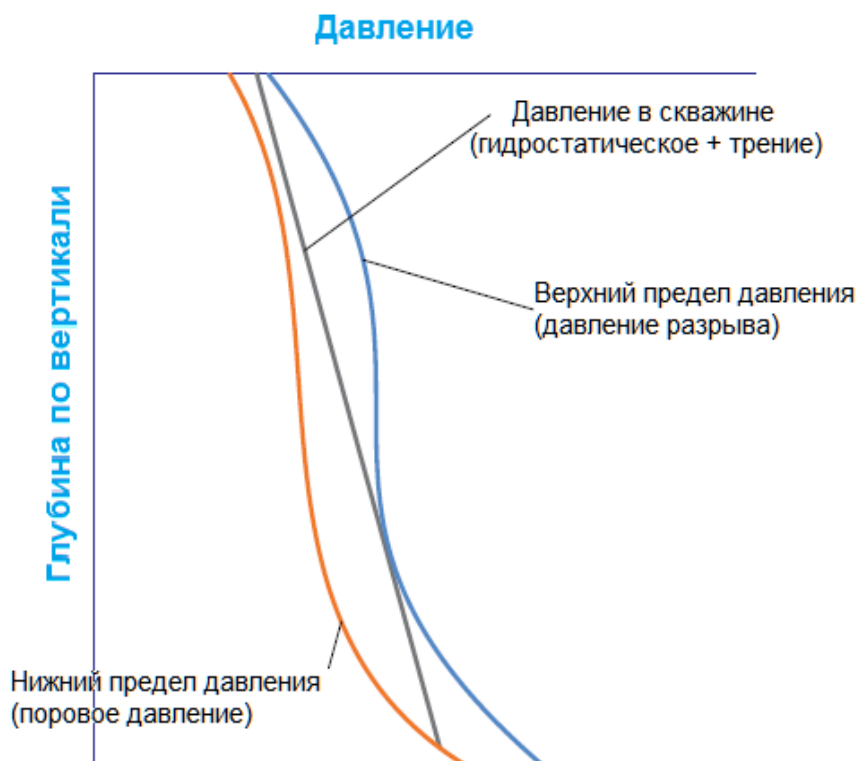 Давление
Давление в скважине
(гидростатическое + трение)
Верхний предел давления
(давление разрыва)
Глубина по вертикали
Нижний предел давления
(поровое давление)